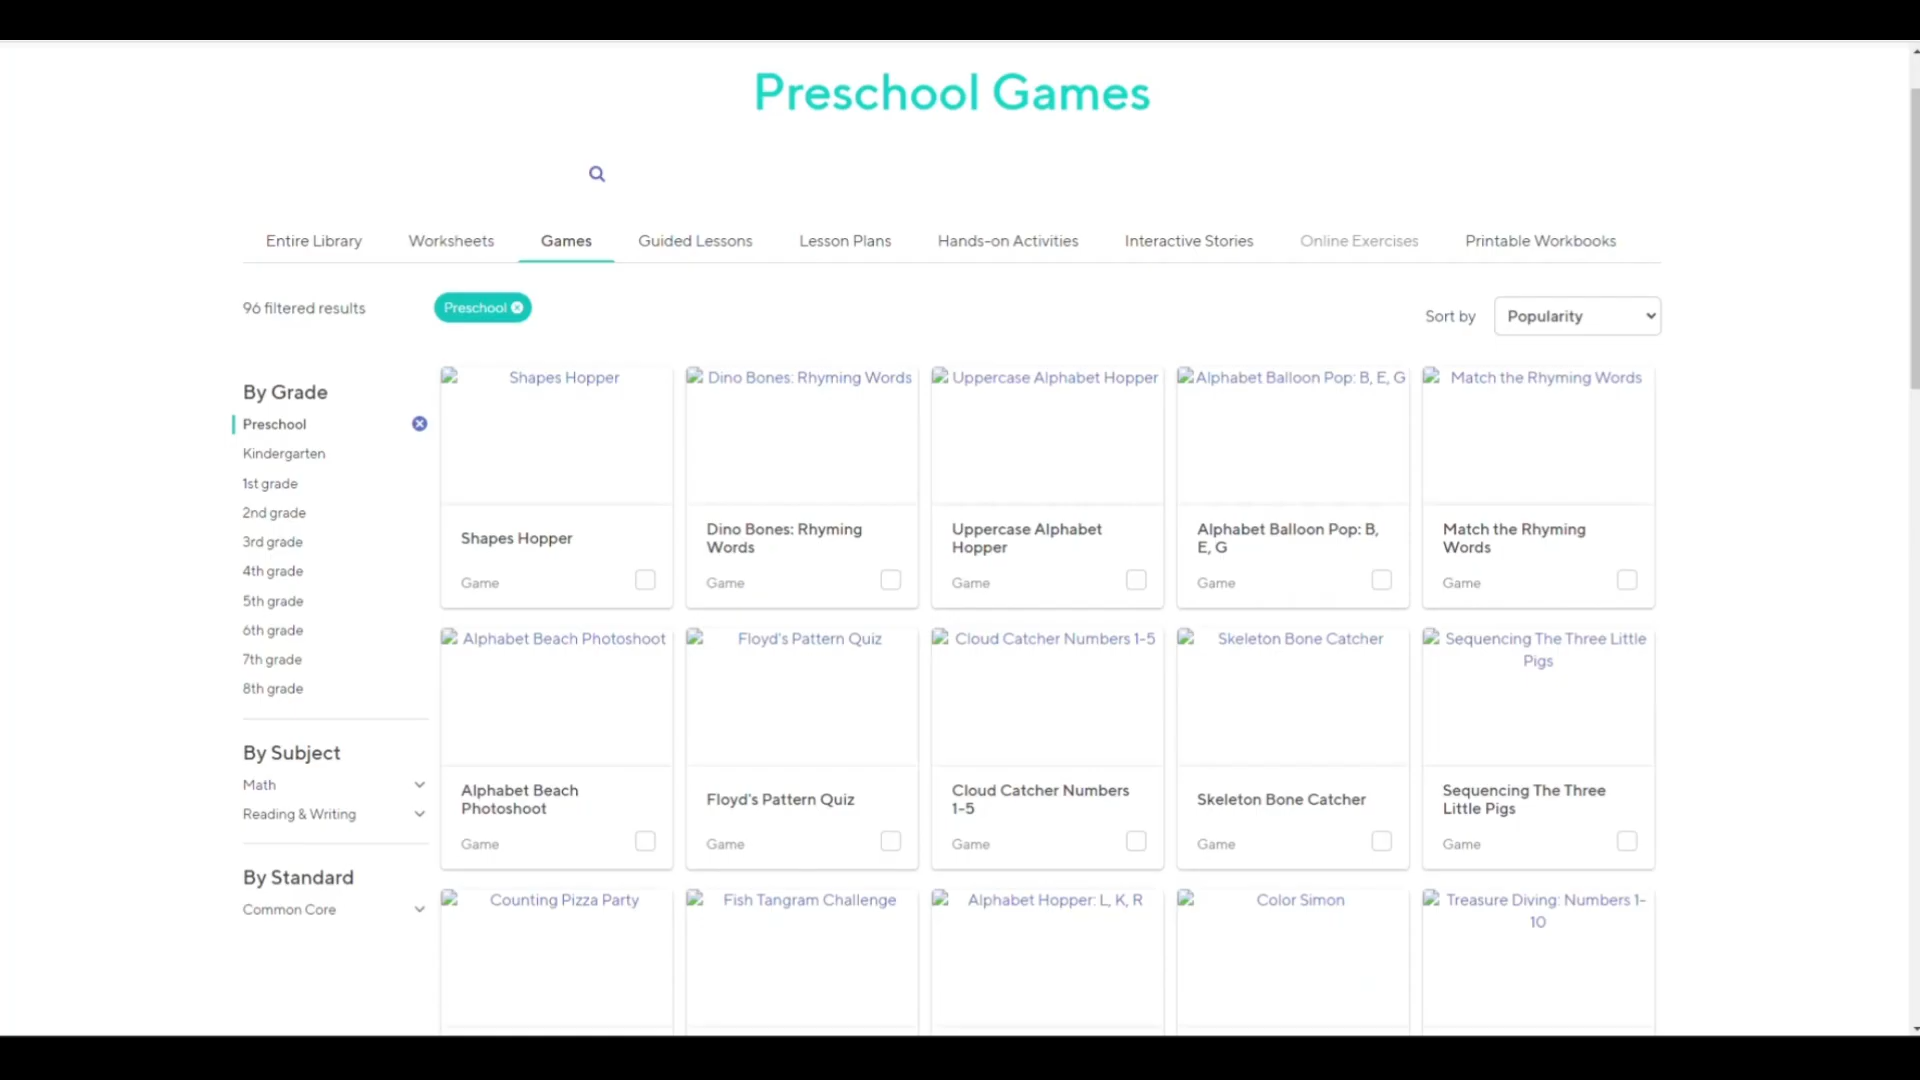 Preschool Games
Entire Library Worksheets Games Guided Lessons Lesson Plans Hands-on Activities Interactive Stories Online Exercises Printable Workbooks
96 filtered results
Preschool
Sort by
Popularity
By Grade
Preschool
Kindergarten
1st grade
2nd grade
3rd grade
4th grade
5th grade
6th grade
7th grade
8th grade
By Subject
Math
Reading & Writing
By Standard
Common Core
Shapes Hopper
Shapes Hopper
Game
Dino Bones: Rhyming Words
Dino Bones: Rhyming
Words
Game
Uppercase Alphabet Hopper
Uppercase Alphabet
Hopper
Game
Alphabet Balloon Pop: B, E, G
Alphabet Balloon Pop: B,
E, G
Game
Match the Rhyming Words
Match the Rhyming
Words
Game
Alphabet Beach Photoshoot
Alphabet Beach
Photoshoot
Game
Floyd's Pattern Quiz
Floyd's Pattern Quiz
Game
Cloud Catcher Numbers 1-5
Cloud Catcher Numbers
1-5
Game
Skeleton Bone Catcher
Skeleton Bone Catcher
Game
Sequencing The Three Little
Pigs
Sequencing The Three
Little Pigs
Game
Counting Pizza Party
Fish Tangram Challenge
Alphabet Hopper: L, K, R
Color Simon
Treasure Diving: Numbers 1-
10